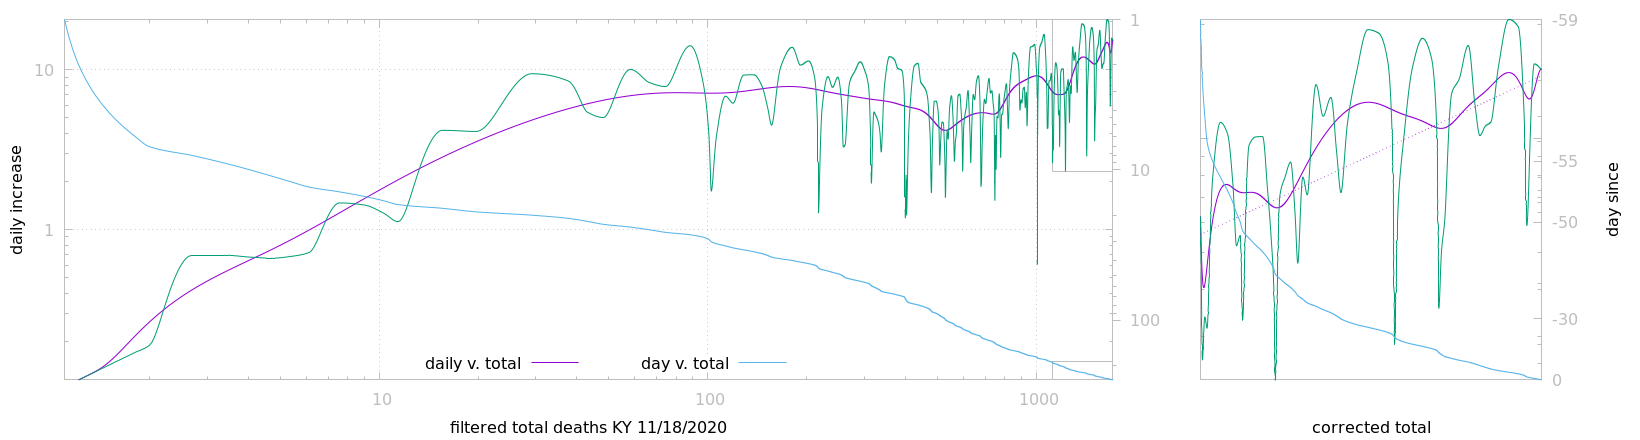 1
-59
10
daily increase
10
-55
day since
1
-50
100
-30
daily v. total
day v. total
0
10
100
1000
filtered total deaths KY 11/18/2020
corrected total